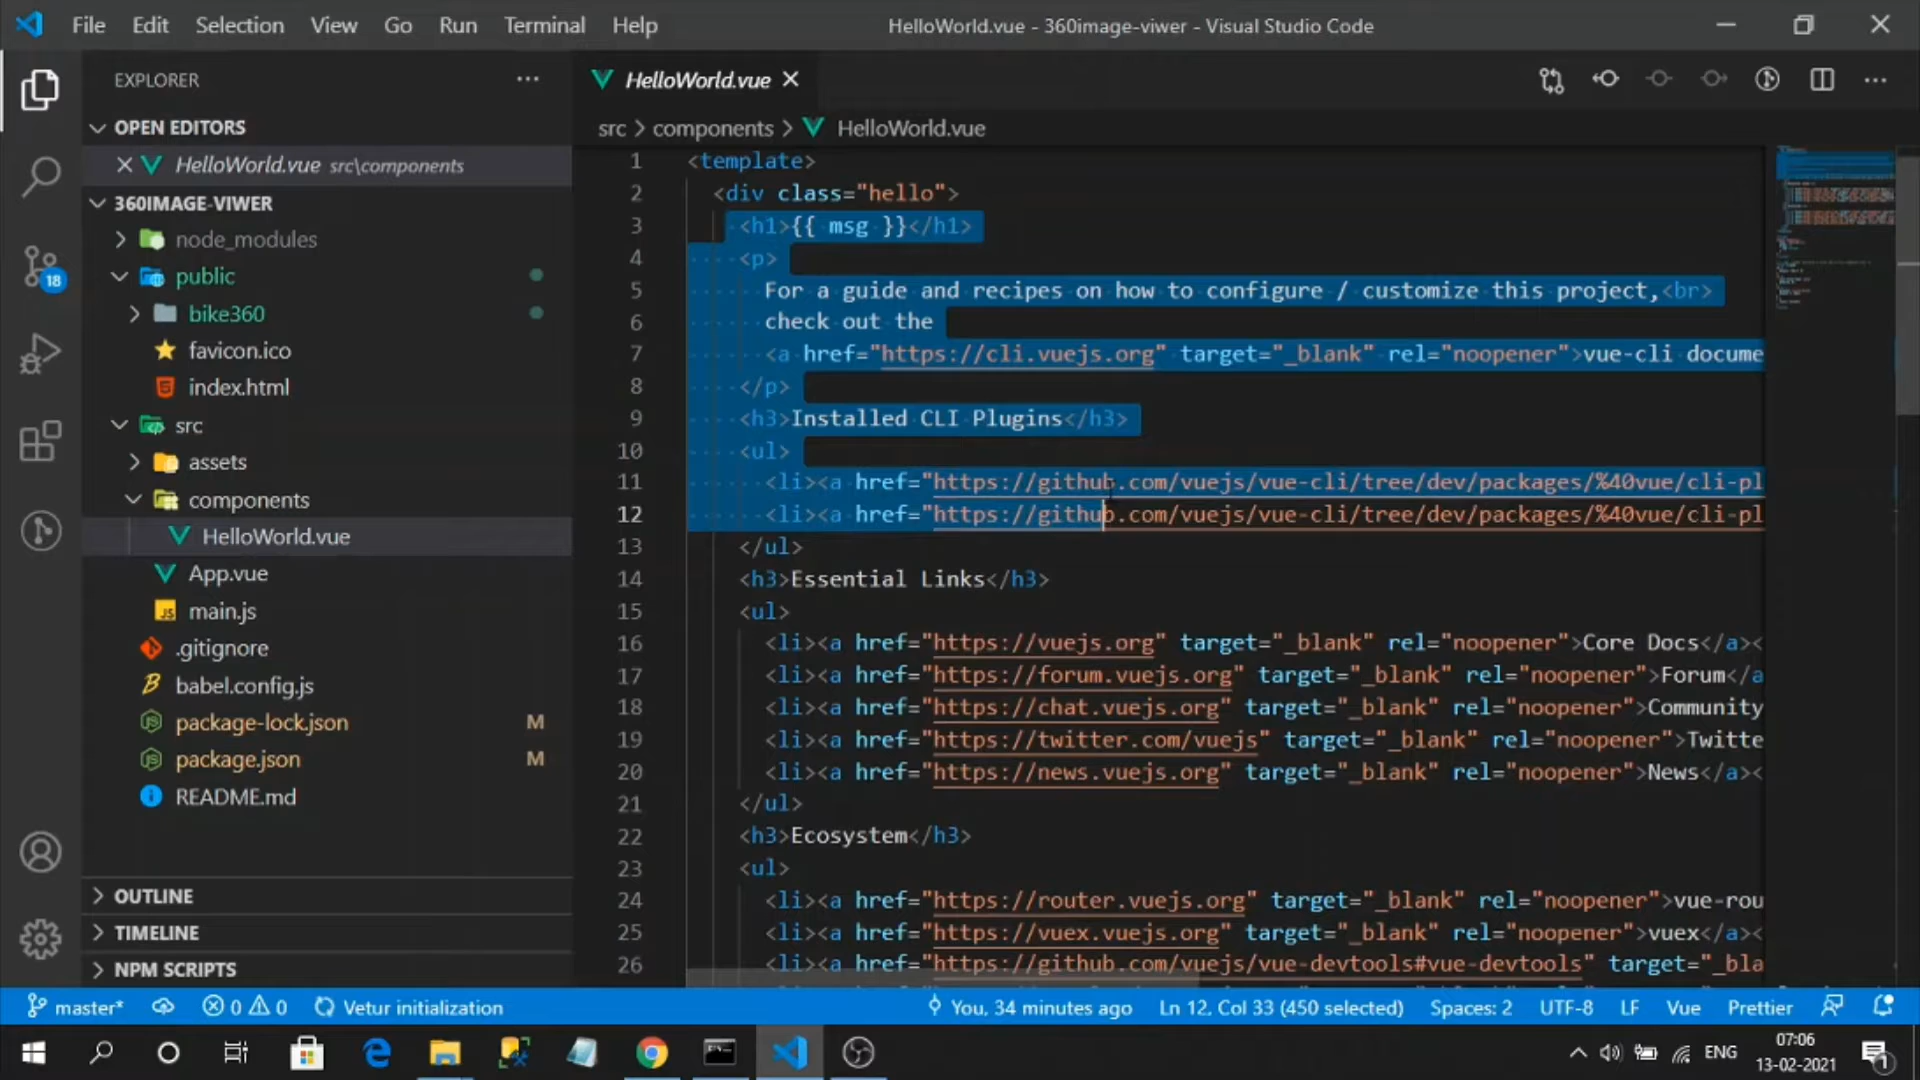 File Edit Selection View Go Run Terminal Help HelloWorld.vue - 360image-viwer - Visual Studio Code
EXPLORER
OPEN EDITORS
HelloWorld.vue src\components
360IMAGE-VIWER
node_modules
public
bike360
favicon.ico
index.html
src
assets
components
HelloWorld.vue
App.vue
main.js
.gitignore
babel.config.js
package-lock.json M
package.json M
README.md
OUTLINE
TIMELINE
NPM SCRIPTS
18
HelloWorld.vue
src > components > HelloWorld.vue
1 <template>
2 <div class="hello">
3 <h1>{{ msg }}</h1>
4 <p>
5 For a guide and recipes on how to configure / customize this project,<br>
6 check out the
7 <a href="https://cli.vuejs.org" target="_blank" rel="noopener">vue-cli docume
8 </p>
9 <h3>Installed CLI Plugins</h3>
10 <ul>
11 <li><a href="https://github.com/vuejs/vue-cli/tree/dev/packages/%40vue/cli-pl
12 <li><a href="https://github.com/vuejs/vue-cli/tree/dev/packages/%40vue/cli-pl
13 </ul>
14 <h3>Essential Links</h3>
15 <ul>
16 <li><a href="https://vuejs.org" target="_blank" rel="noopener">Core Docs</a><
17 <li><a href="https://forum.vuejs.org" target="_blank" rel="noopener">Forum</a
18 <li><a href="https://chat.vuejs.org" target="_blank" rel="noopener">Community
19 <li><a href="https://twitter.com/vuejs" target="_blank" rel="noopener">Twitte
20 <li><a href="https://news.vuejs.org" target="_blank" rel="noopener">News</a><
21 </ul>
22 <h3>Ecosystem</h3>
23 <ul>
24 <li><a href="https://router.vuejs.org" target="_blank" rel="noopener">vue-rou
25 <li><a href="https://vuex.vuejs.org" target="_blank" rel="noopener">vuex</a><
26 <li><a href="https://github.com/vuejs/vue-devtools#vue-devtools" target="_bla
master* 0 0 Vetur initialization You, 34 minutes ago Ln 12, Col 33 (450 selected) Spaces: 2 UTF-8 LF Vue Prettier
ENG 07:06
13-02-2021
1